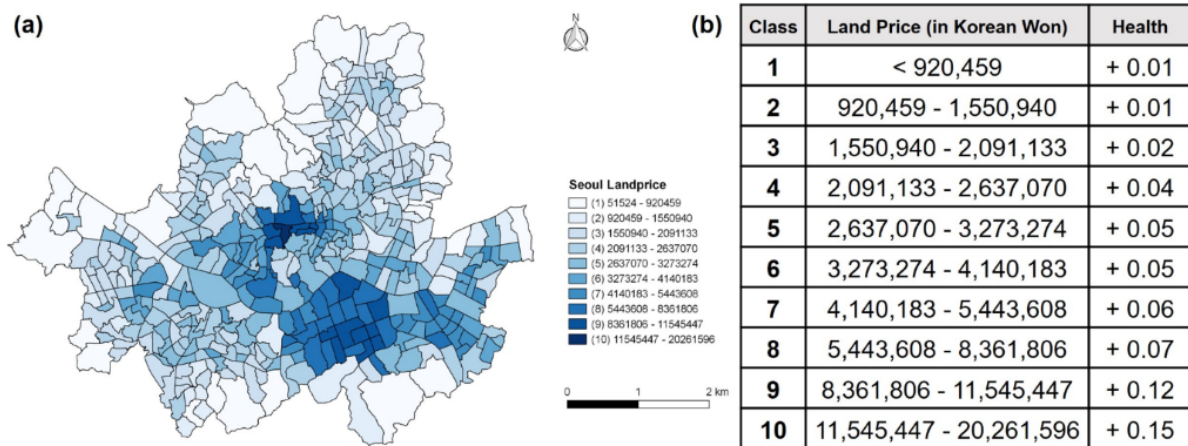 (a)
N
Seoul Landprice
(1) 51524 - 920459
(2) 920459 - 1550940
(3) 1550940 - 2091133
(4) 2091133 - 2637070
(5) 2637070 - 3273274
(6) 3273274 - 4140183
(7) 4140183 - 5443608
(8) 5443608 - 8361806
(9) 8361806 - 11545447
(10) 11545447 - 20261596
0 1 2 km
(b)
Class Land Price (in Korean Won) Health
1 < 920,459 + 0.01
2 920,459 - 1,550,940 + 0.01
3 1,550,940 - 2,091,133 + 0.02
4 2,091,133 - 2,637,070 + 0.04
5 2,637,070 - 3,273,274 + 0.05
6 3,273,274 - 4,140,183 + 0.05
7 4,140,183 - 5,443,608 + 0.06
8 5,443,608 - 8,361,806 + 0.07
9 8,361,806 - 11,545,447 + 0.12
10 11,545,447 - 20,261,596 + 0.15